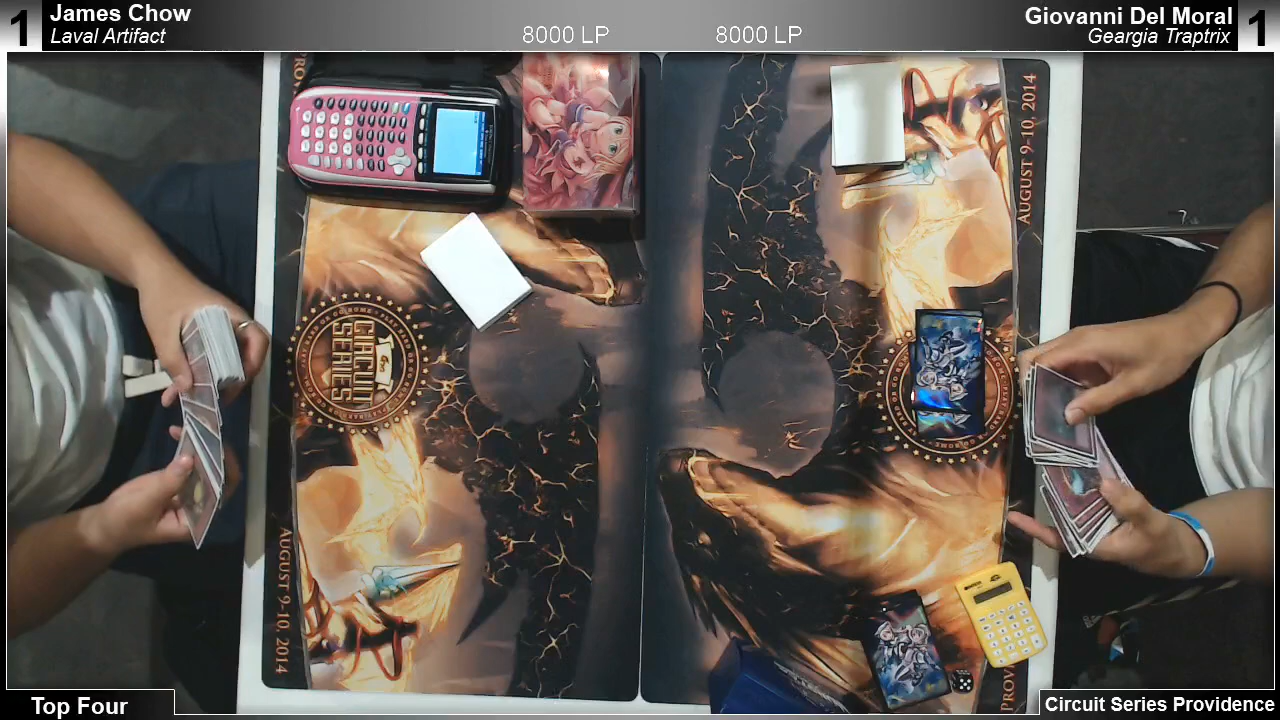 1
James Chow
Laval Artifact
8000 LP
8000 LP
Giovanni Del Moral
Geargia Traptrix
1
AUGUST 9-10, 2014
CIRCUIT
SERIES
AUGUST 9-10, 2014
PROV
Top Four
Circuit Series Providence